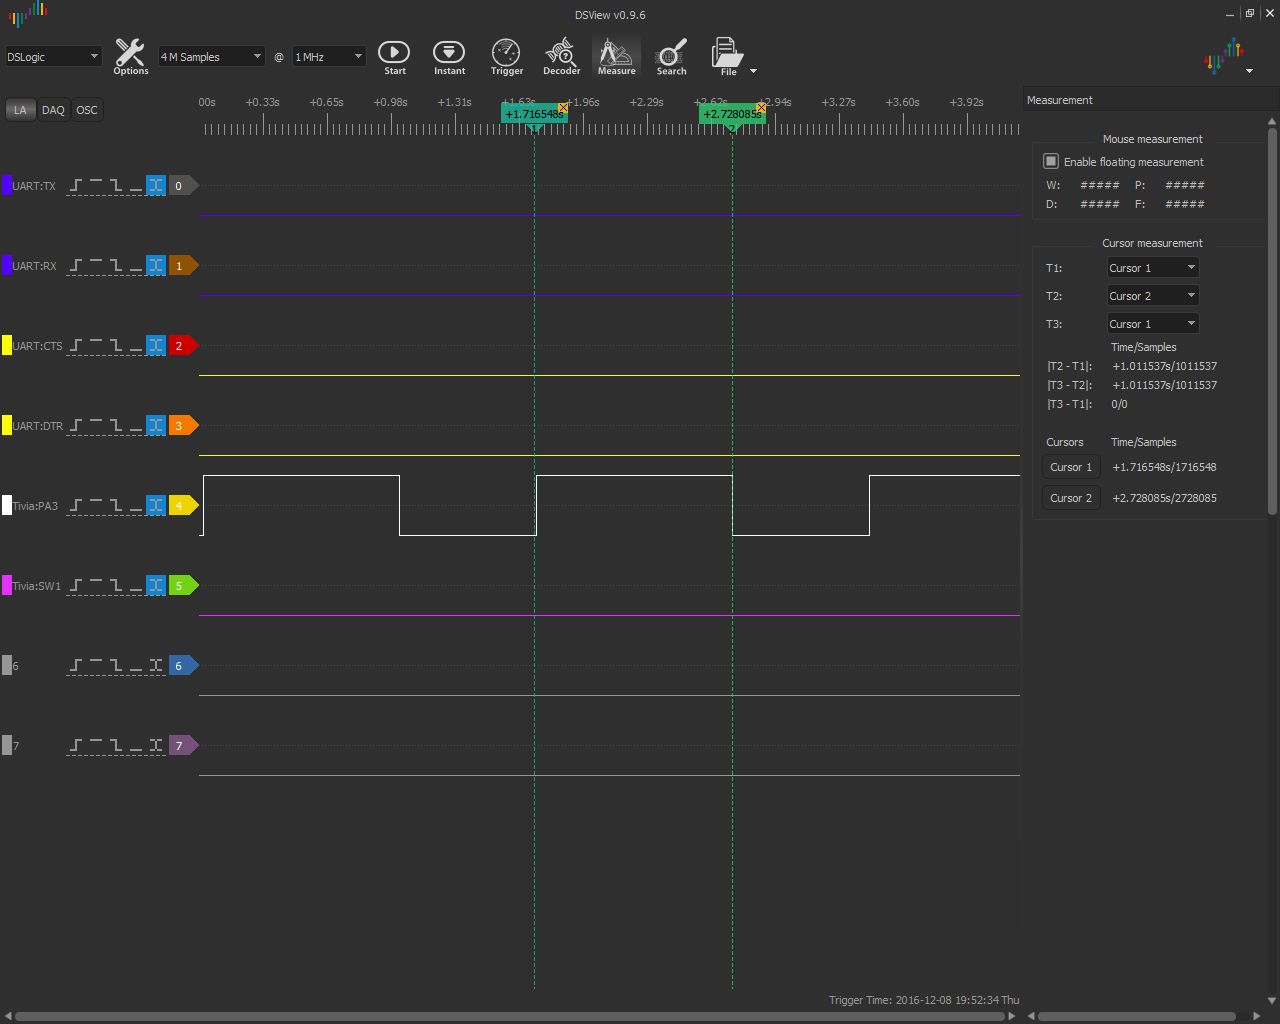 DSView v0.9.6
DSLogic
Options
4 M Samples
@
1 MHz
Start
Instant
Trigger
Decoder
Measure
Search
File
LA
DAQ
OSC
00s
+0.33s
+0.65s
+0.98s
+1.31s
+1.63s
+1.96s
+2.29s
+2.62s
+2.94s
+3.27s
+3.60s
+3.92s
+1.716548s
+2.728085s
1
2
UART:TX
0
UART:RX
1
UART:CTS
2
UART:DTR
3
Tivia:PA3
4
Tivia:SW1
5
6
6
7
7
Trigger Time: 2016-12-08 19:52:34 Thu
Measurement
Mouse measurement
Enable floating measurement
W: ##### P: #####
D: ##### F: #####
Cursor measurement
T1: Cursor 1
T2: Cursor 2
T3: Cursor 1
Time/Samples
|T2 - T1|: +1.011537s/1011537
|T3 - T2|: +1.011537s/1011537
|T3 - T1|: 0/0
Cursors Time/Samples
Cursor 1 +1.716548s/1716548
Cursor 2 +2.728085s/2728085